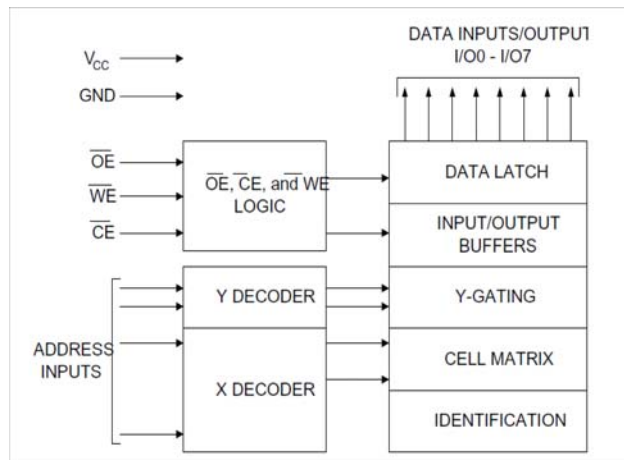 DATA INPUTS/OUTPUT
I/O0 - I/O7
VCC
GND
OE
WE
CE
OE, CE, and WE
LOGIC
DATA LATCH
INPUT/OUTPUT
BUFFERS
Y DECODER
Y-GATING
ADDRESS
INPUTS
X DECODER
CELL MATRIX
IDENTIFICATION